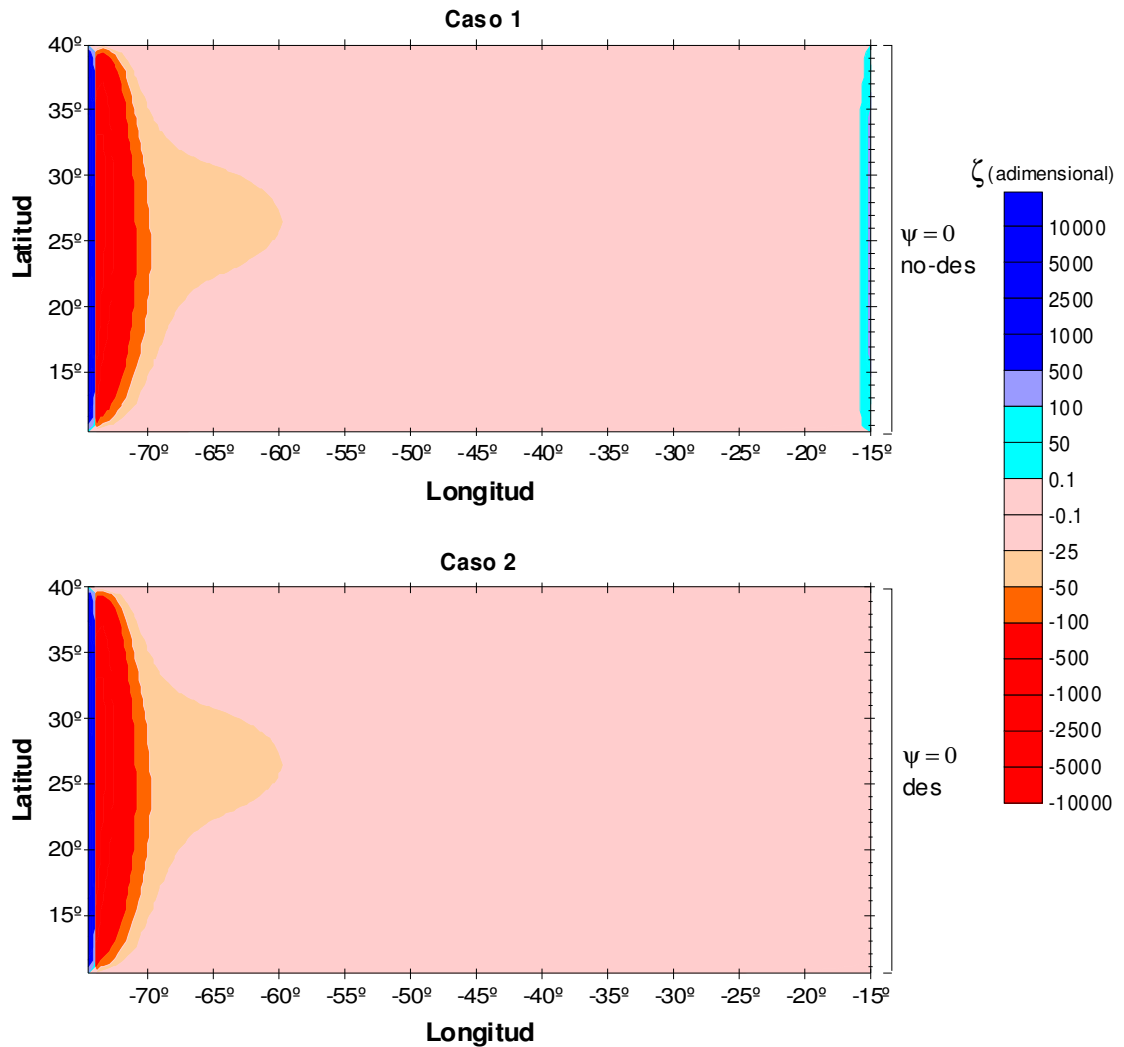 Caso 1
40º
35º
30º
25º
20º
15º
Latitud
-70º -65º -60º -55º -50º -45º -40º -35º -30º -25º -20º -15º
Longitud
ψ = 0
no-des
ζ (adimensional)
10000
5000
2500
1000
500
100
50
0.1
-0.1
-25
-50
-100
-500
-1000
-2500
-5000
-10000
Caso 2
40º
35º
30º
25º
20º
15º
Latitud
-70º -65º -60º -55º -50º -45º -40º -35º -30º -25º -20º -15º
Longitud
ψ = 0
des